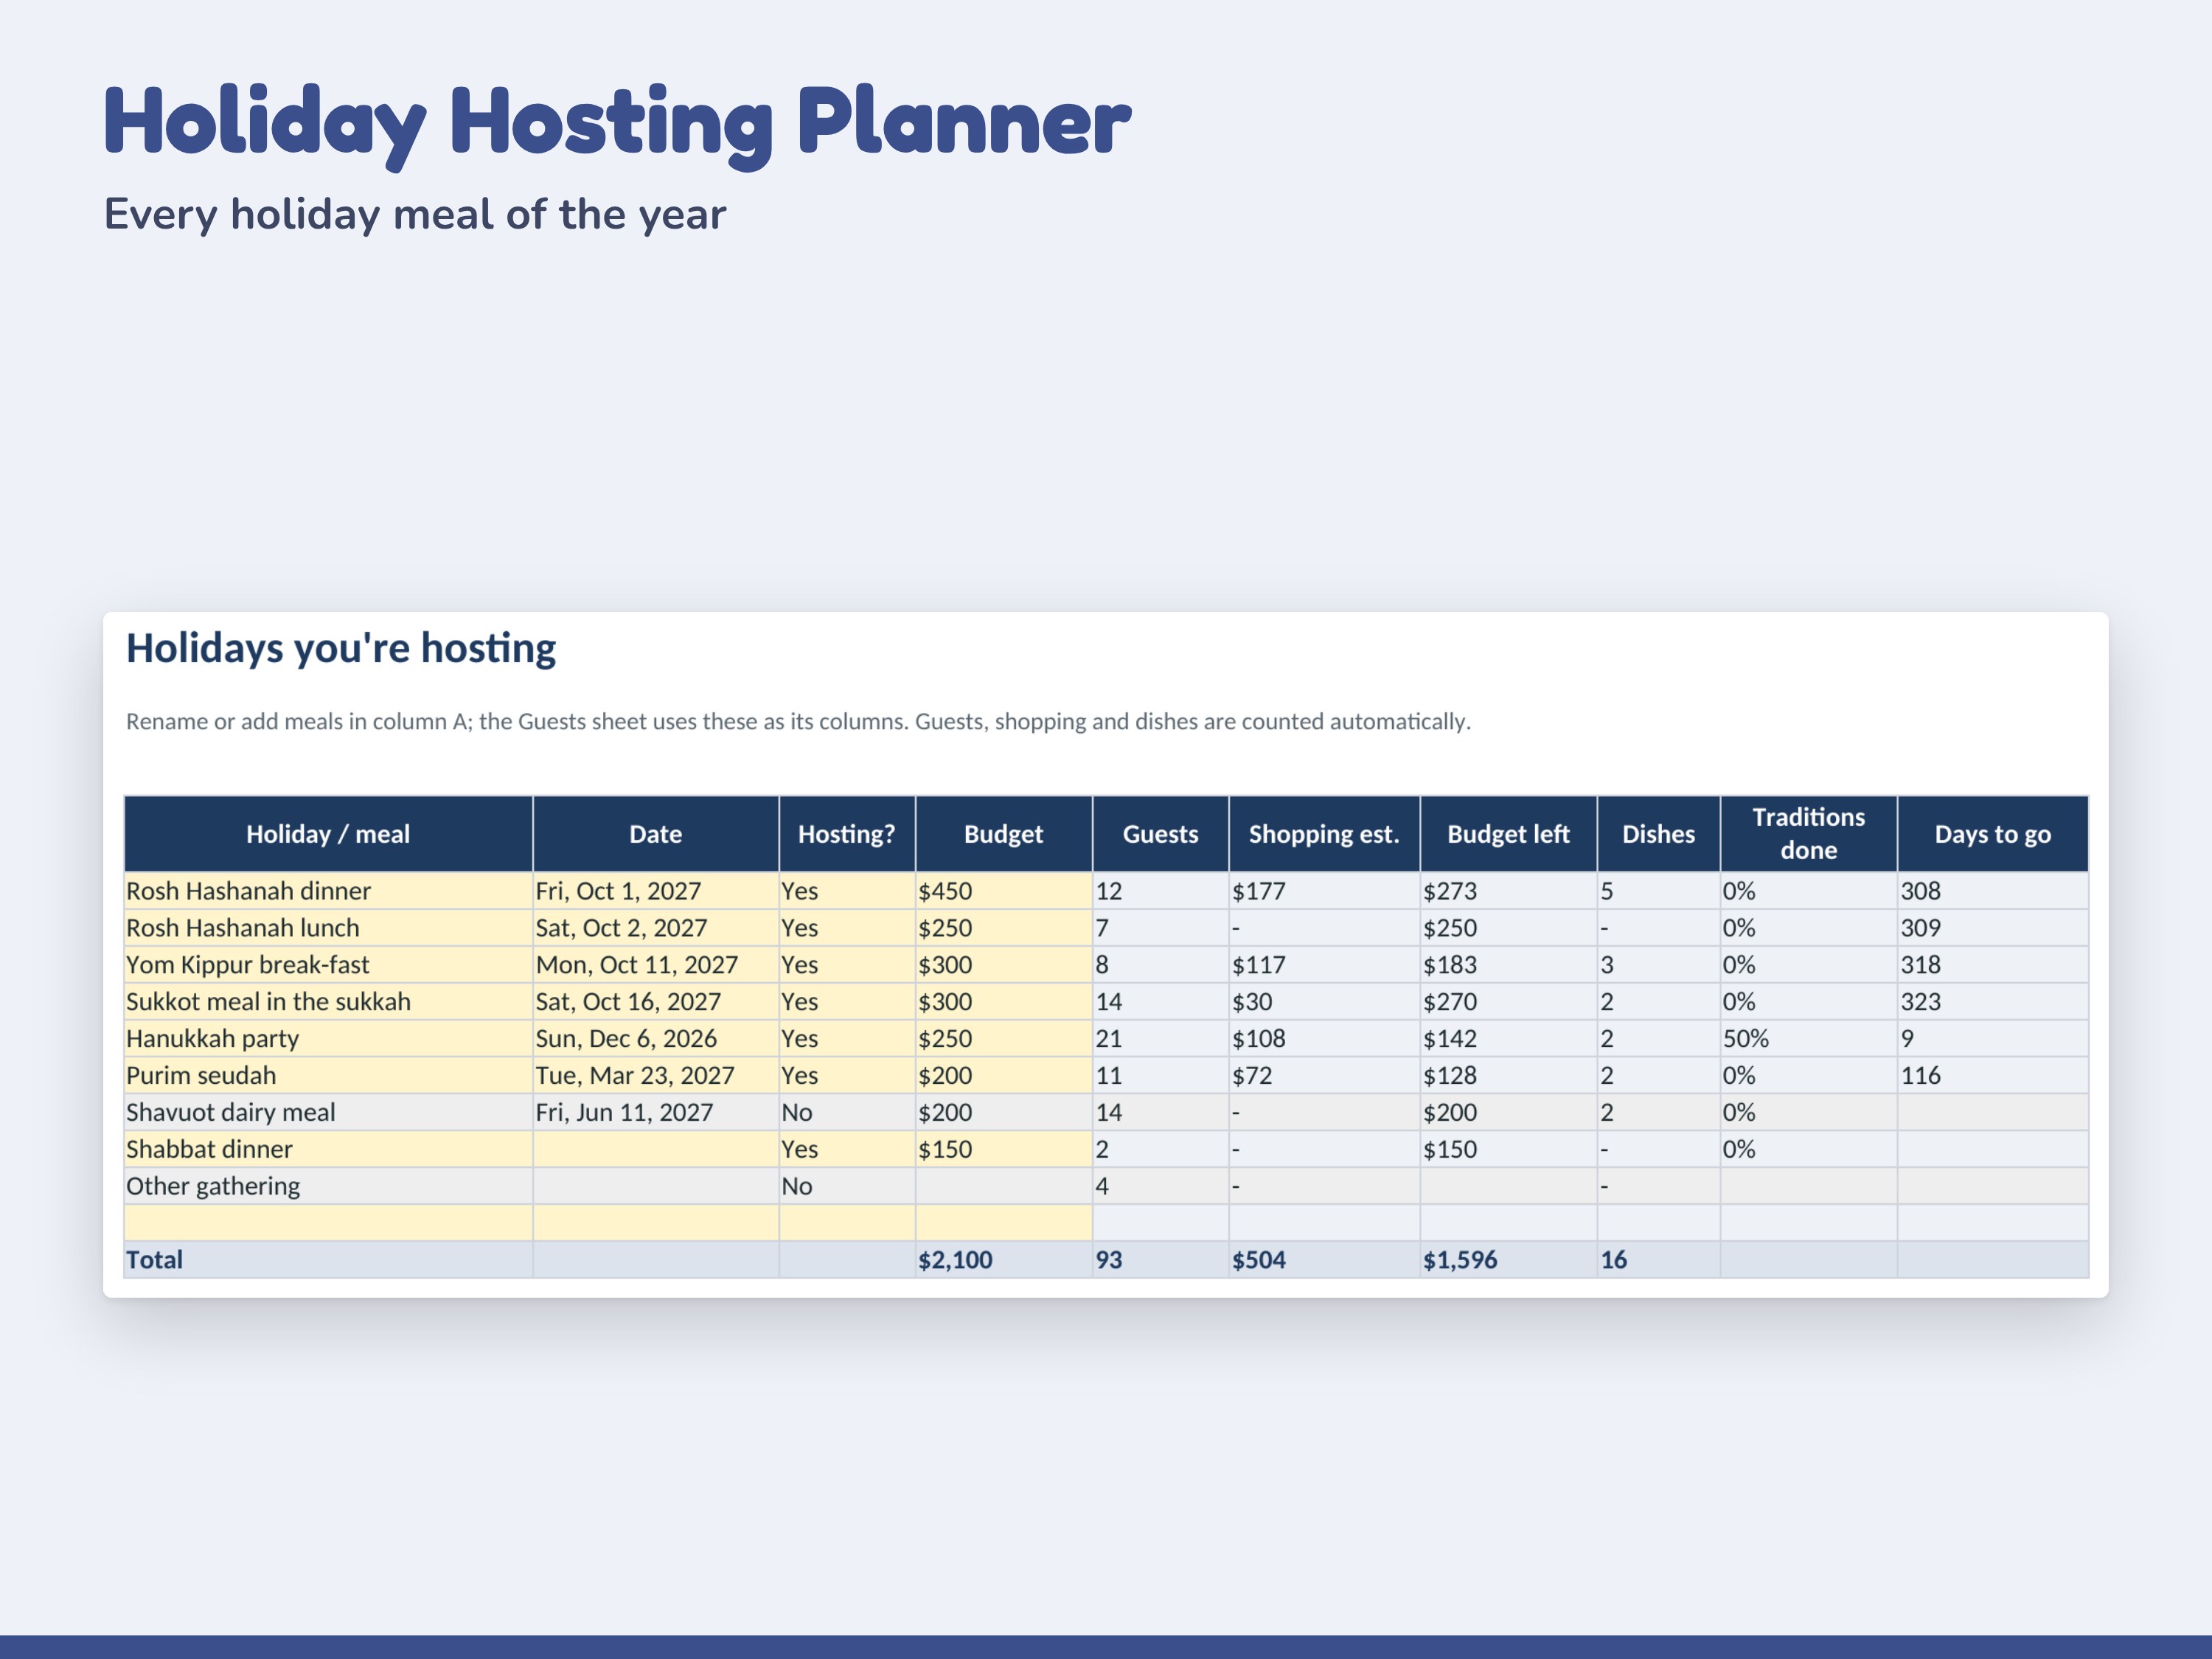 Holiday Hosting Planner
Every holiday meal of the year
Holidays you're hosting
Rename or add meals in column A; the Guests sheet uses these as its columns. Guests, shopping and dishes are counted automatically.
Holiday / meal Date Hosting? Budget Guests Shopping est. Budget left Dishes Traditions done Days to go
Rosh Hashanah dinner Fri, Oct 1, 2027 Yes $450 12 $177 $273 5 0% 308
Rosh Hashanah lunch Sat, Oct 2, 2027 Yes $250 7 - $250 - 0% 309
Yom Kippur break-fast Mon, Oct 11, 2027 Yes $300 8 $117 $183 3 0% 318
Sukkot meal in the sukkah Sat, Oct 16, 2027 Yes $300 14 $30 $270 2 0% 323
Hanukkah party Sun, Dec 6, 2026 Yes $250 21 $108 $142 2 50% 9
Purim seudah Tue, Mar 23, 2027 Yes $200 11 $72 $128 2 0% 116
Shavuot dairy meal Fri, Jun 11, 2027 No $200 14 - $200 2 0%
Shabbat dinner Yes $150 2 - $150 - 0%
Other gathering No 4 - -
Total $2,100 93 $504 $1,596 16